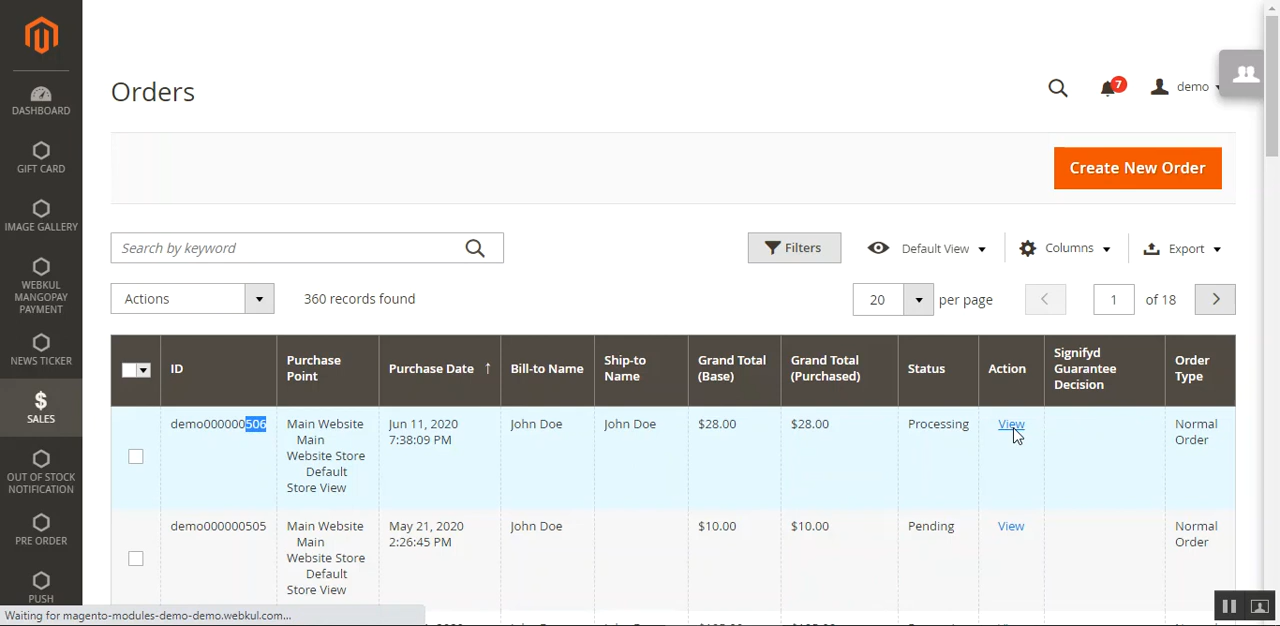 Orders
7
demo
DASHBOARD
GIFT CARD
IMAGE GALLERY
WEBKUL
MANGOPAY
PAYMENT
NEWS TICKER
$
SALES
OUT OF STOCK
NOTIFICATION
PRE ORDER
PUSH
Create New Order
Search by keyword
Filters
Default View
Columns
Export
Actions
360 records found
20
per page
1
of 18
ID
Purchase
Point
Purchase Date ↑
Bill-to Name
Ship-to
Name
Grand Total
(Base)
Grand Total
(Purchased)
Status
Action
Signifyd
Guarantee
Decision
Order
Type
demo000000506
Main Website
Main
Website Store
Default
Store View
Jun 11, 2020
7:38:09 PM
John Doe
John Doe
$28.00
$28.00
Processing
View
Normal
Order
demo000000505
Main Website
Main
Website Store
Default
Store View
May 21, 2020
2:26:45 PM
John Doe
$10.00
$10.00
Pending
View
Normal
Order
Waiting for magento-modules-demo-demo.webkul.com...